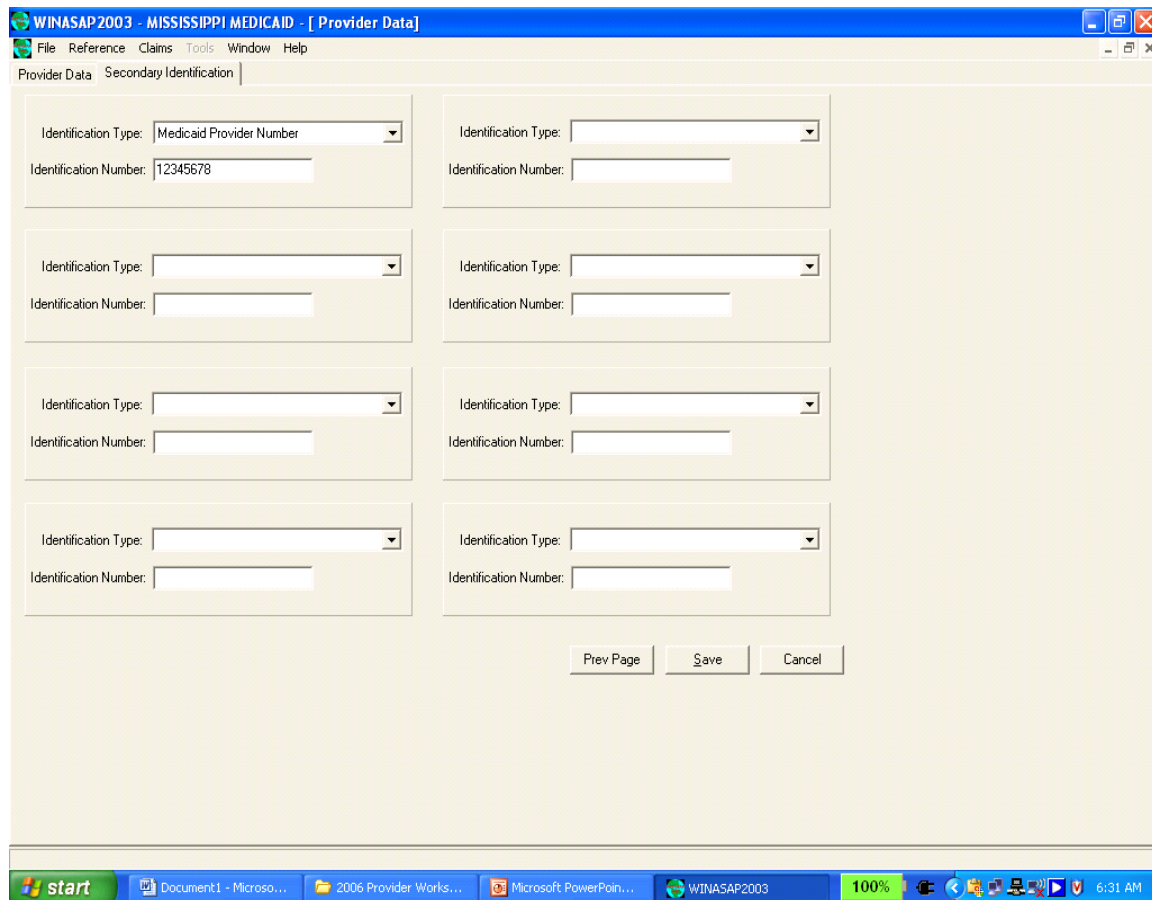 WINASAP2003 - MISSISSIPPI MEDICAID - [ Provider Data]
File Reference Claims Tools Window Help
Provider Data Secondary Identification
Identification Type: Medicaid Provider Number
Identification Number: 12345678
Identification Type:
Identification Number:
Identification Type:
Identification Number:
Identification Type:
Identification Number:
Identification Type:
Identification Number:
Identification Type:
Identification Number:
Identification Type:
Identification Number:
Identification Type:
Identification Number:
Prev Page Save Cancel
start Document1 - Microso... 2006 Provider Works... Microsoft PowerPoin... WINASAP2003 100% 6:31 AM